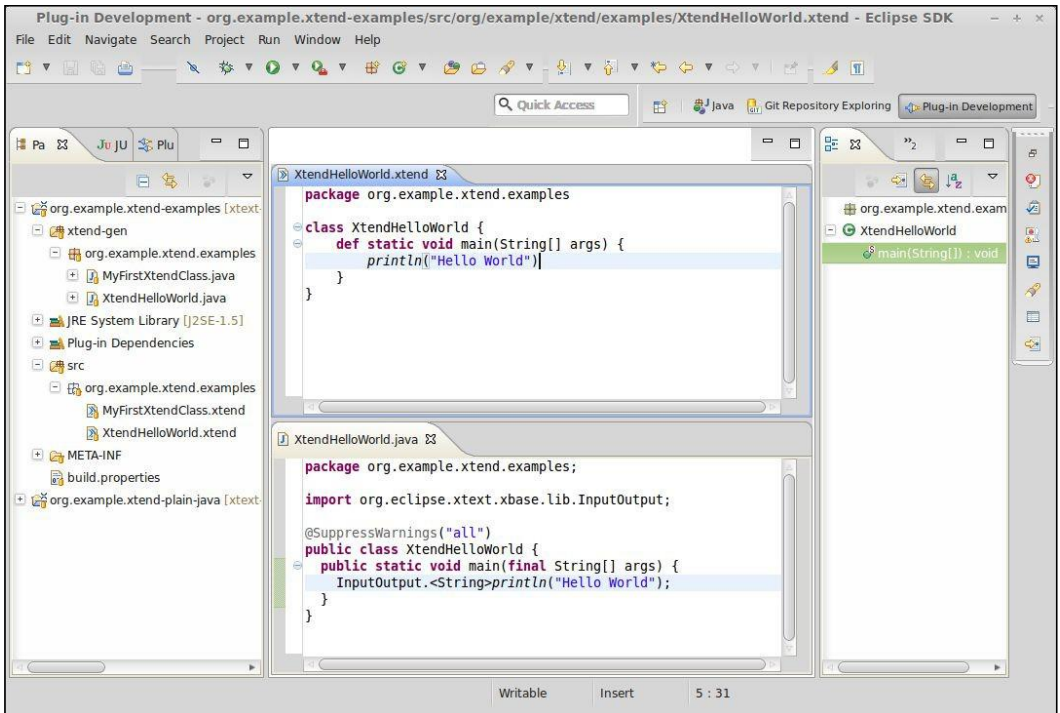 Plug-in Development - org.example.xtend-examples/src/org/example/xtend/examples/XtendHelloWorld.xtend - Eclipse SDK
File Edit Navigate Search Project Run Window Help
Quick Access
Java
Git Repository Exploring
Plug-in Development
Pa
JU
Plu
org.example.xtend-examples [xtext-
xtend-gen
org.example.xtend.examples
MyFirstXtendClass.java
XtendHelloWorld.java
JRE System Library [J2SE-1.5]
Plug-in Dependencies
src
org.example.xtend.examples
MyFirstXtendClass.xtend
XtendHelloWorld.xtend
META-INF
build.properties
org.example.xtend-plain-java [xtext-
XtendHelloWorld.xtend
package org.example.xtend.examples
class XtendHelloWorld {
def static void main(String[] args) {
println("Hello World")
}
}
XtendHelloWorld.java
package org.example.xtend.examples;
import org.eclipse.xtext.xbase.lib.InputOutput;
@SuppressWarnings("all")
public class XtendHelloWorld {
public static void main(final String[] args) {
InputOutput.<String>println("Hello World");
}
}
»2
org.example.xtend.exam
XtendHelloWorld
main(String[]) : void
Writable
Insert
5 : 31